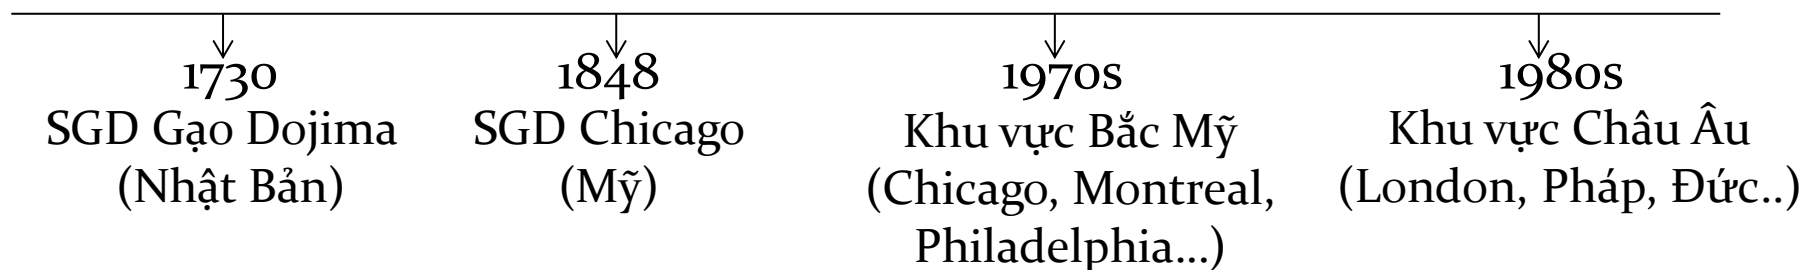 1730
SGD Gạo Dojima
(Nhật Bản)
1848
SGD Chicago
(Mỹ)
1970s
Khu vực Bắc Mỹ
(Chicago, Montreal,
Philadelphia...)
1980s
Khu vực Châu Âu
(London, Pháp, Đức..)